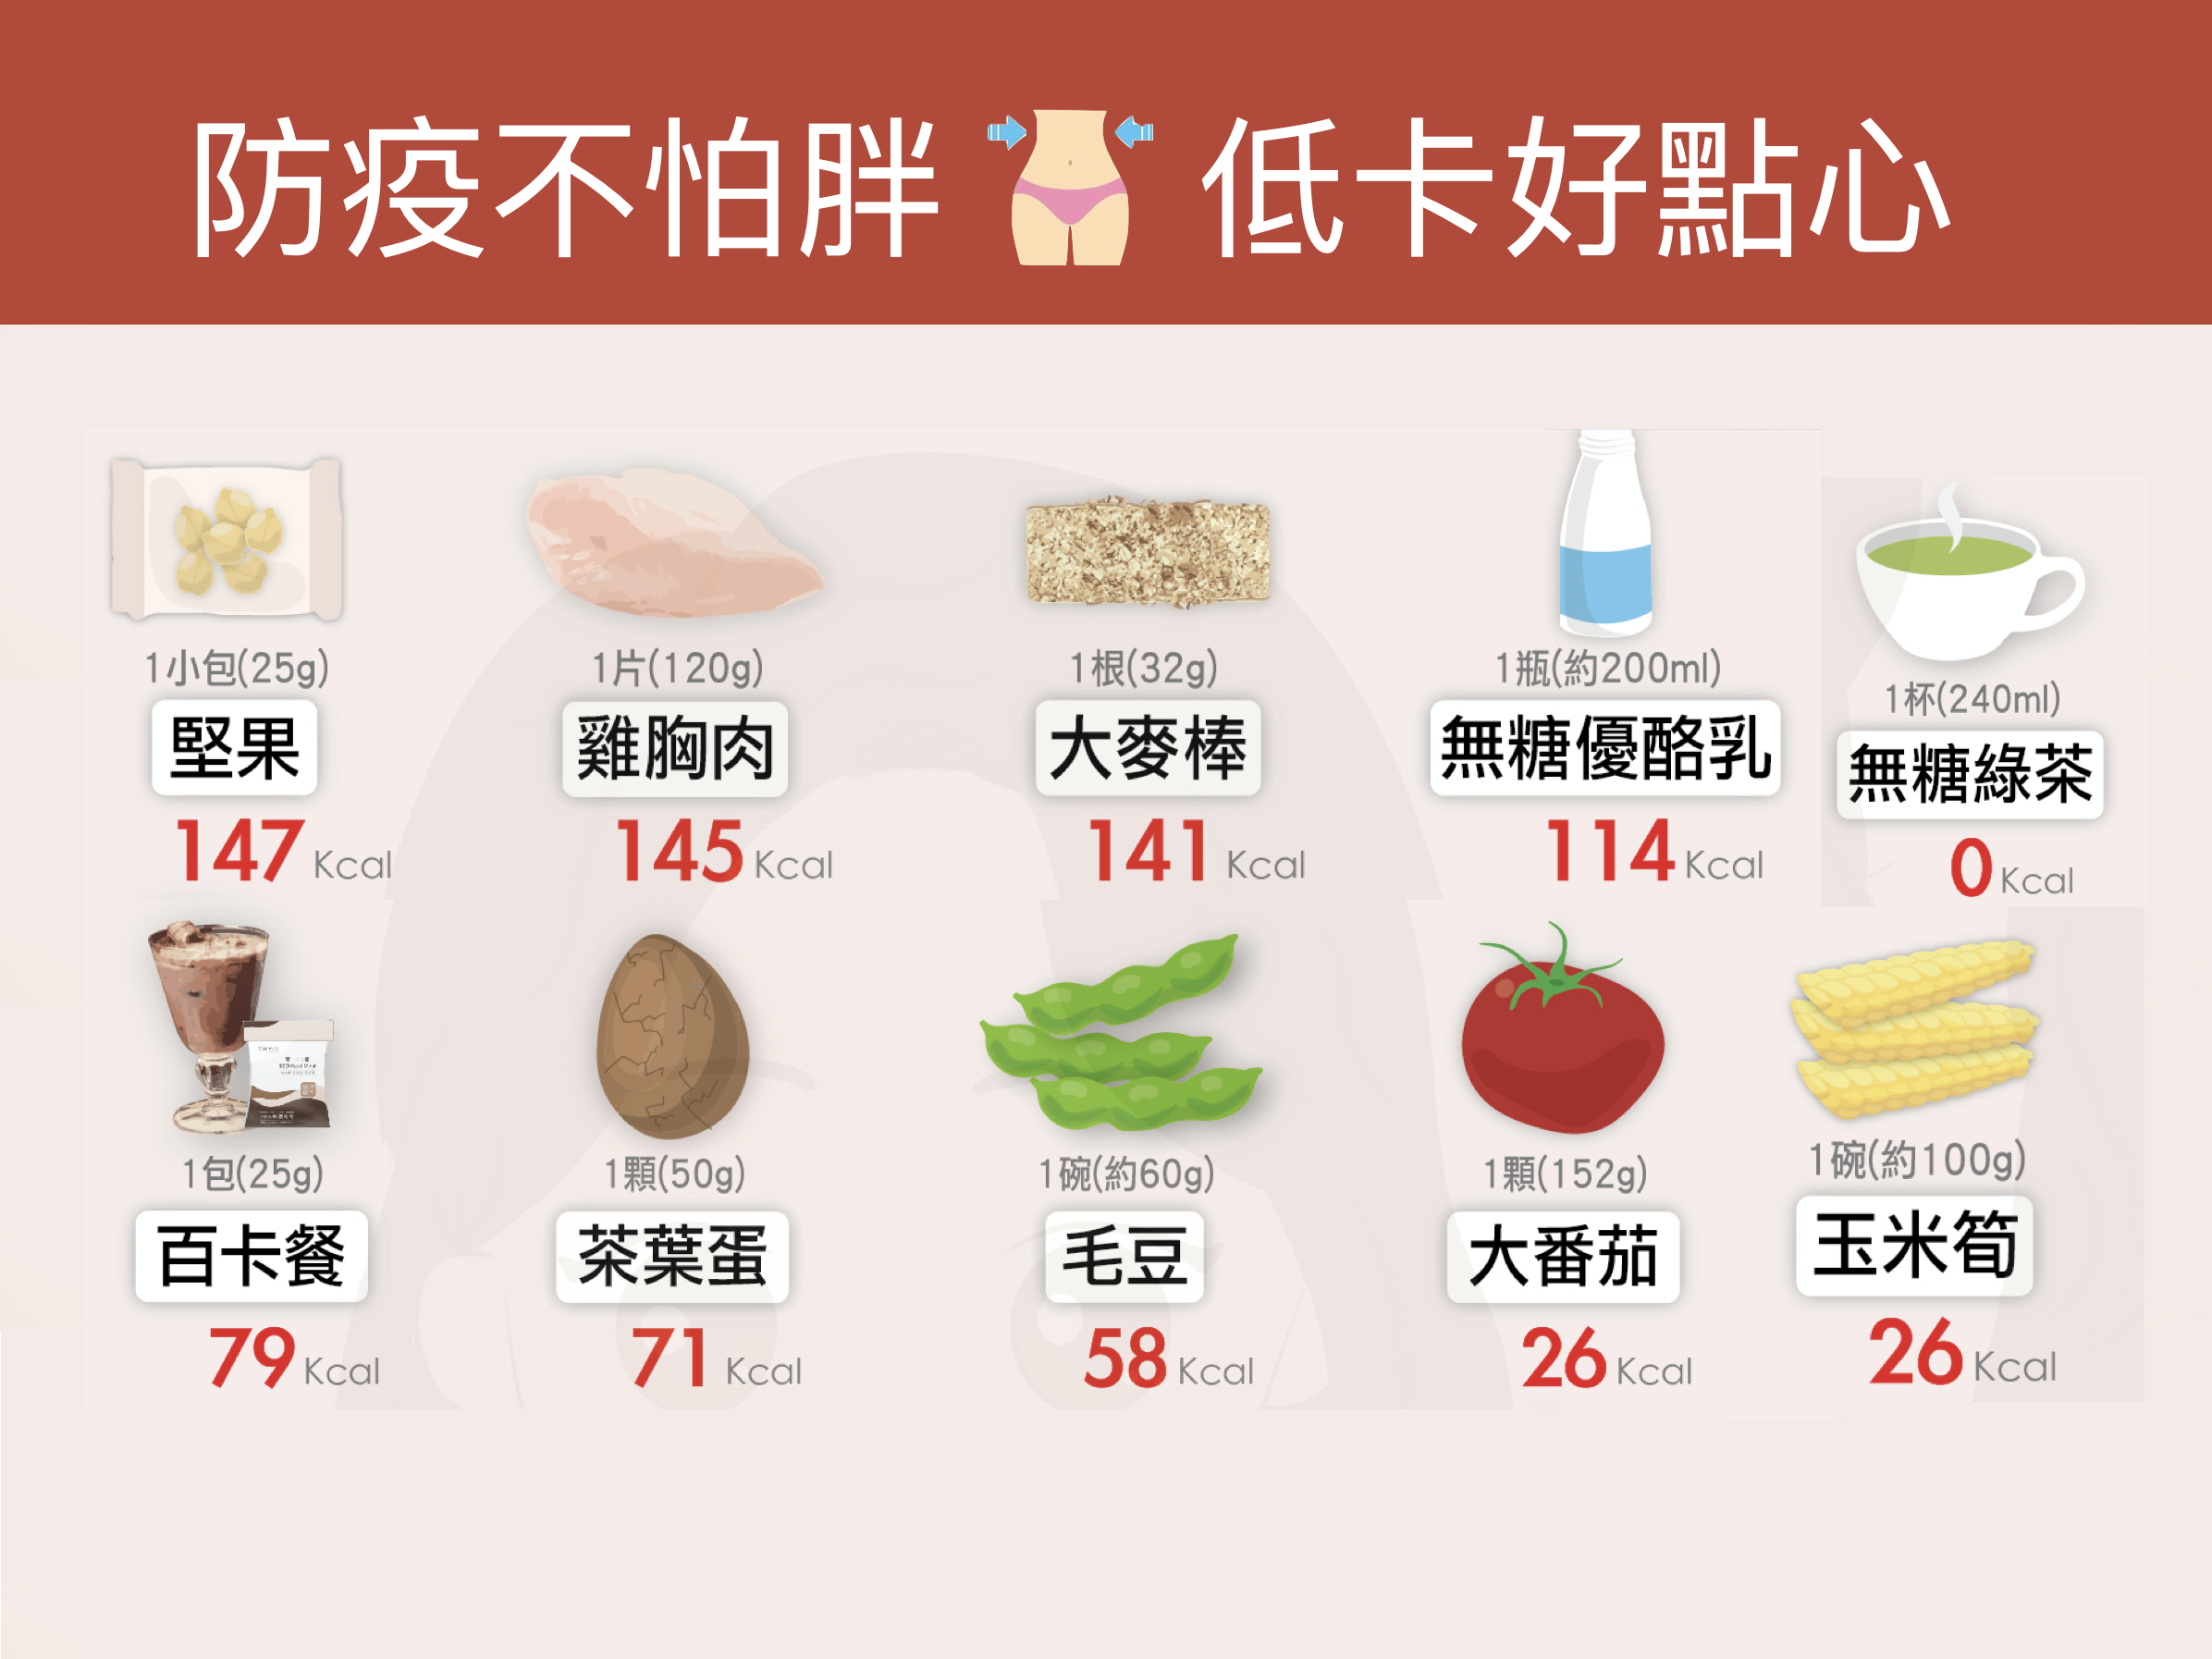 防疫不怕胖 低卡好點心
1小包(25g)
堅果
147 Kcal
1片(120g)
雞胸肉
145 Kcal
1根(32g)
大麥棒
141 Kcal
1瓶(約200ml)
無糖優酪乳
114 Kcal
1杯(240ml)
無糖綠茶
0 Kcal
1包(25g)
百卡餐
79 Kcal
1顆(50g)
茶葉蛋
71 Kcal
1碗(約60g)
毛豆
58 Kcal
1顆(152g)
大番茄
26 Kcal
1碗(約100g)
玉米筍
26 Kcal